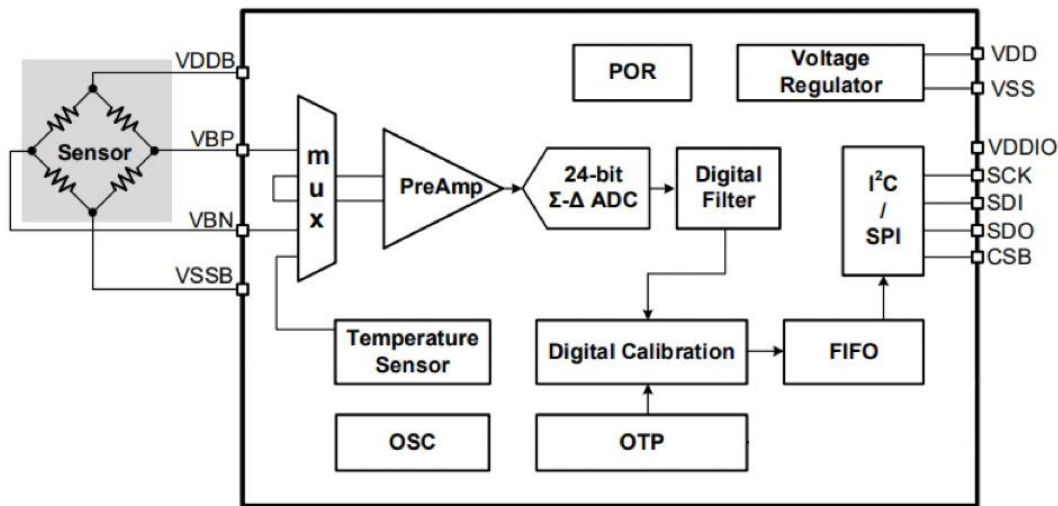 VDDB
VBP
VBN
VSSB
Sensor
mux
PreAmp
24-bit
Σ-Δ ADC
Digital
Filter
POR
Voltage
Regulator
VDD
VSS
VDDIO
SCK
SDI
SDO
CSB
I²C
/
SPI
Temperature
Sensor
Digital Calibration
FIFO
OSC
OTP